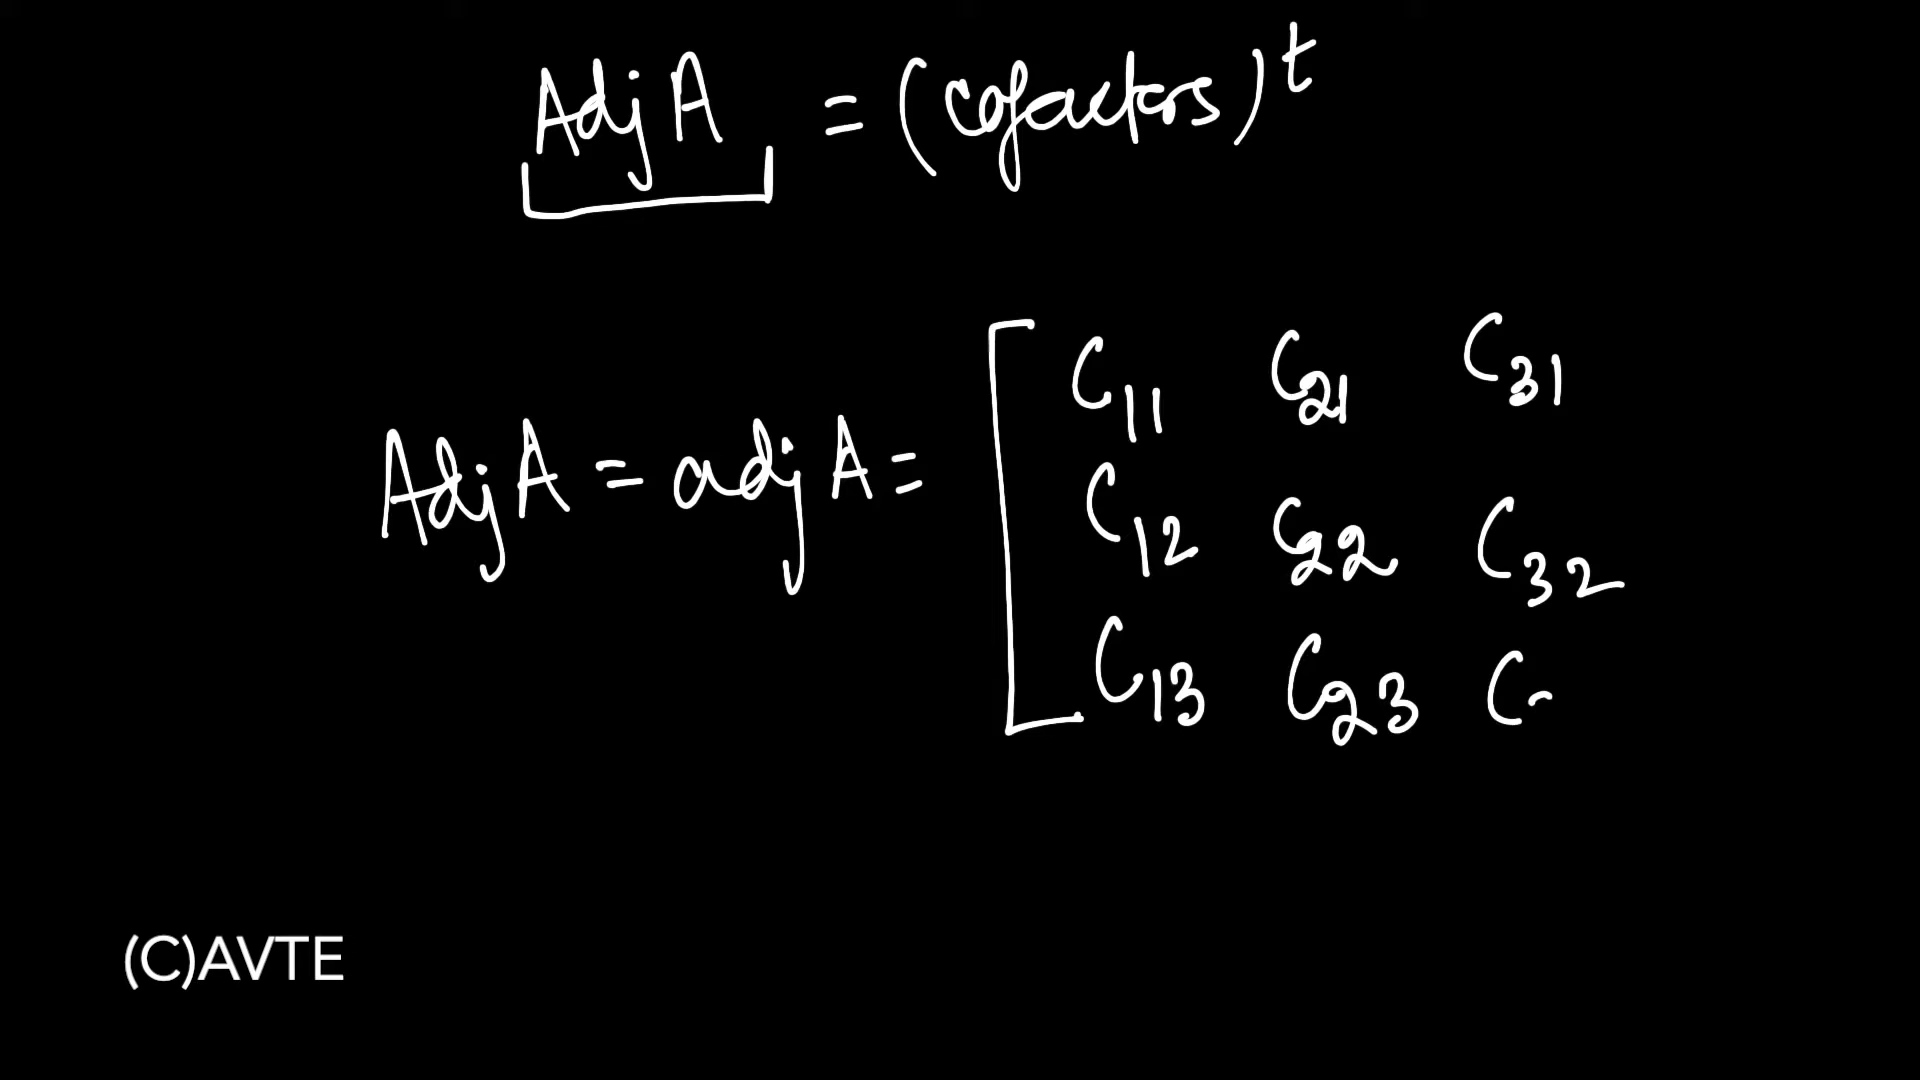 Adj A = (cofactors)^t
C11 C21 C31
Adj A = adj A = [ C12 C22 C32
C13 C23 C
(C)AVTE